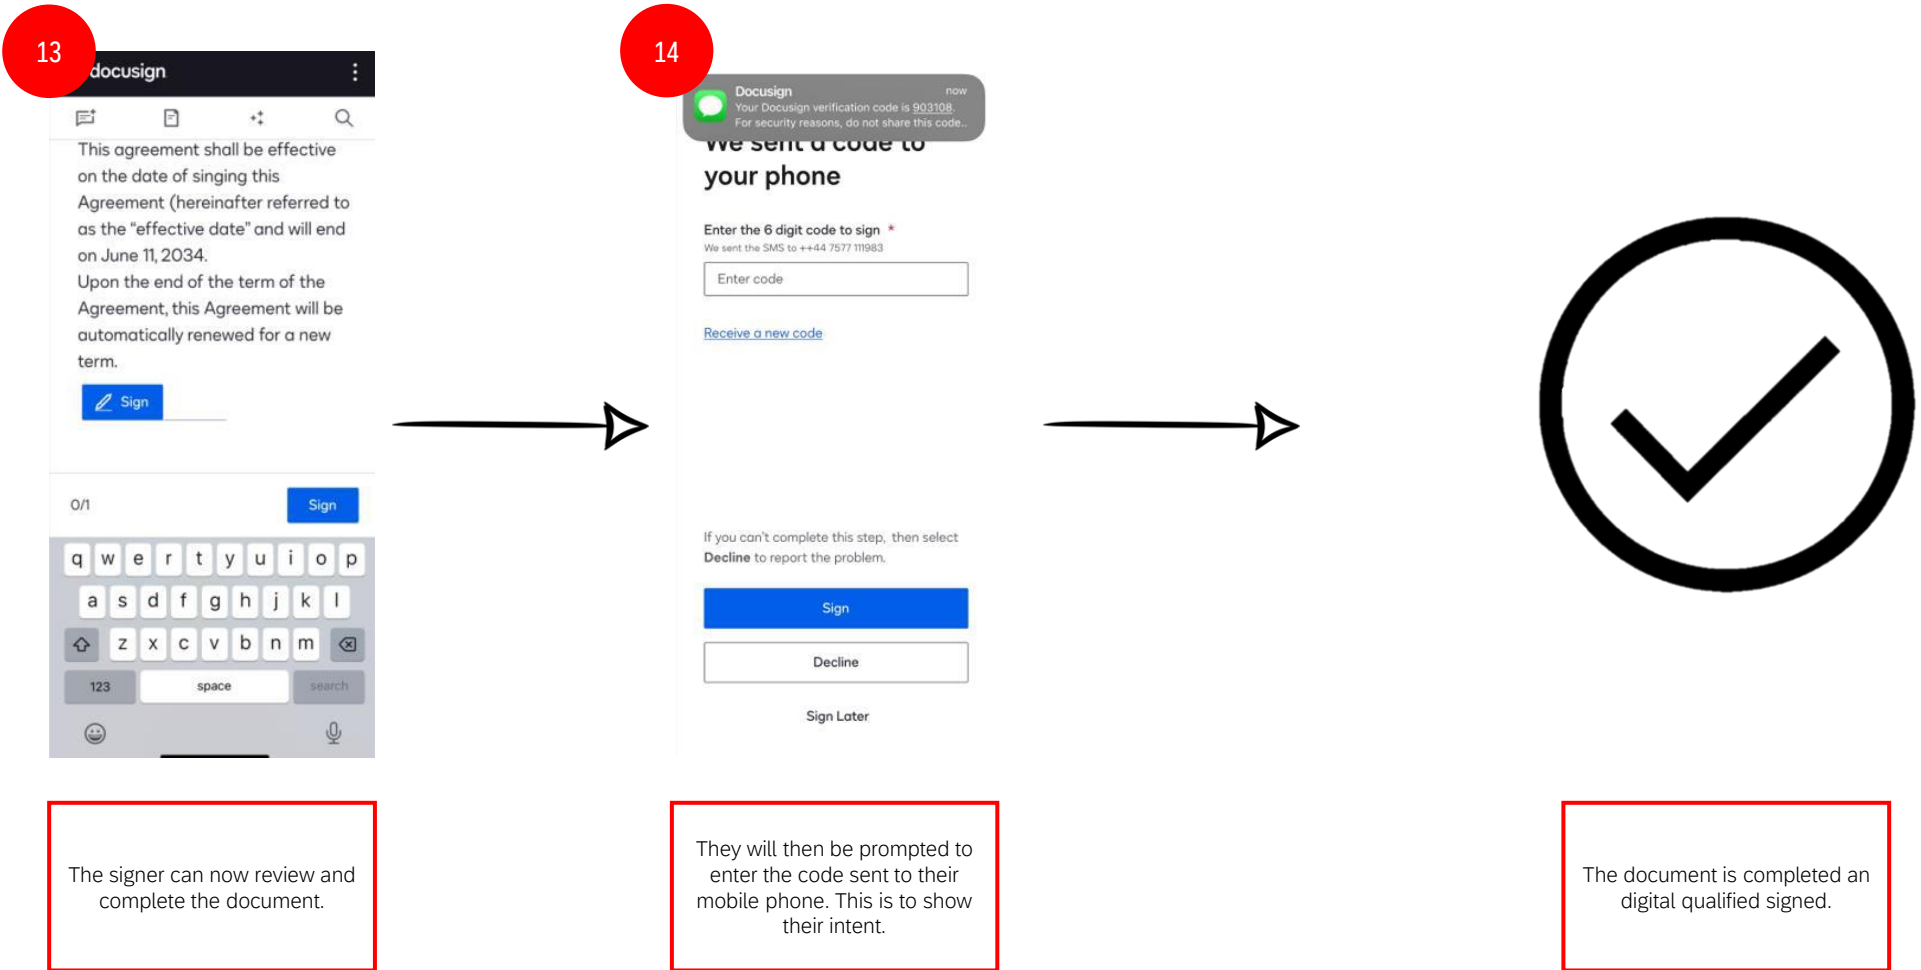 13
docusign
This agreement shall be effective
on the date of singing this
Agreement (hereinafter referred to
as the “effective date” and will end
on June 11, 2034.
Upon the end of the term of the
Agreement, this Agreement will be
automatically renewed for a new
term.
Sign
0/1
Sign
q w e r t y u i o p
a s d f g h j k l
z x c v b n m
123 space search
The signer can now review and
complete the document.
14
Docusign now
Your Docusign verification code is 903108.
For security reasons, do not share this code..
We sent a code to
your phone
Enter the 6 digit code to sign *
We sent the SMS to ++44 7577 111983
Enter code
Receive a new code
If you can't complete this step, then select
Decline to report the problem.
Sign
Decline
Sign Later
They will then be prompted to
enter the code sent to their
mobile phone. This is to show
their intent.
The document is completed an
digital qualified signed.